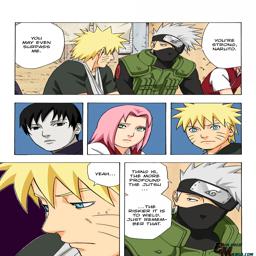 YOU
MAY EVEN
SURPASS
ME.
YOU'RE
STRONG,
NARUTO.
YEAH...
THING IS,
THE MORE
PROFOUND
THE JUTSU
...
...THE
RISKIER IT IS
TO WIELD.
JUST REMEM-
BER THAT.